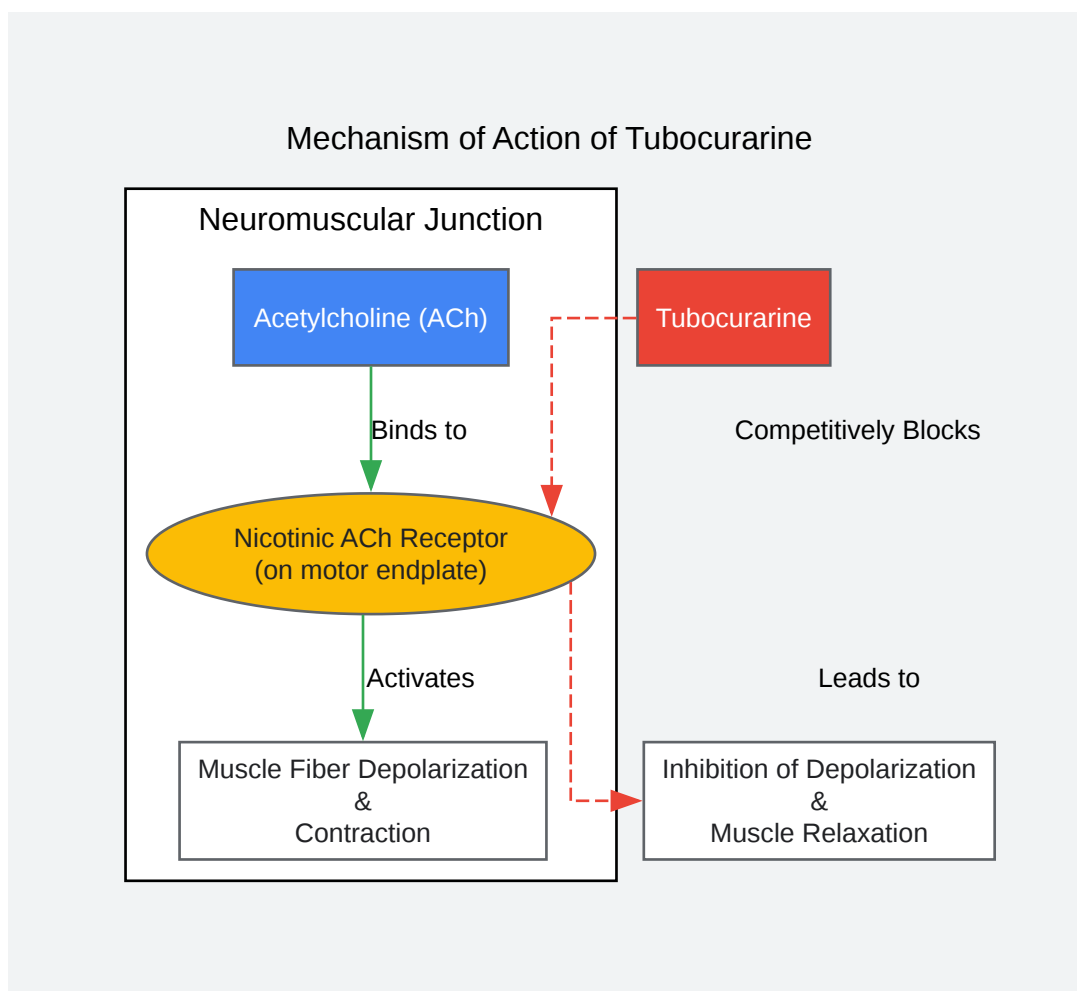 Mechanism of Action of Tubocurarine
Neuromuscular Junction
Acetylcholine (ACh)
Tubocurarine
Binds to
Competitively Blocks
Nicotinic ACh Receptor
(on motor endplate)
Activates
Leads to
Muscle Fiber Depolarization
&
Contraction
Inhibition of Depolarization
&
Muscle Relaxation